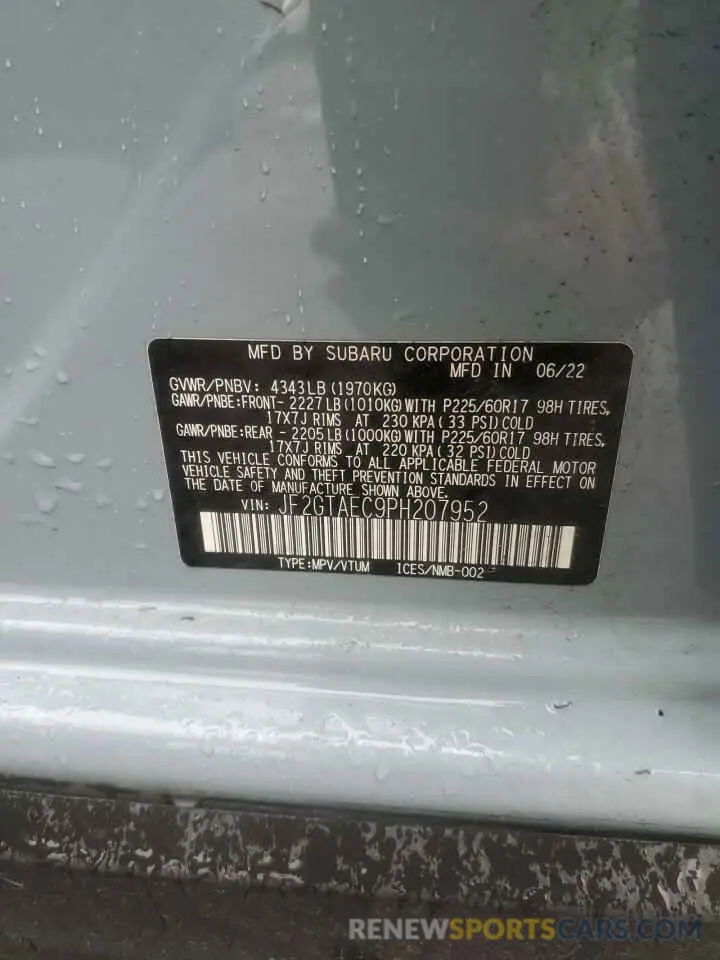 MFD BY SUBARU CORPORATION
MFD IN 06/22
GVWR/PNBV: 4343LB (1970KG)
GAWR/PNBE:FRONT- 2227LB (1010KG) WITH P225/60R17 98H TIRES,
17X7J RIMS AT 230 KPA ( 33 PSI) COLD
GAWR/PNBE:REAR - 2205LB (1000KG) WITH P225/60R17 98H TIRES,
17X7J RIMS AT 220 KPA ( 32 PSI) COLD
THIS VEHICLE CONFORMS TO ALL APPLICABLE FEDERAL MOTOR
VEHICLE SAFETY AND THEFT PREVENTION STANDARDS IN EFFECT ON
THE DATE OF MANUFACTURE SHOWN ABOVE.
VIN: JF2GTAEC9PH207952
TYPE:MPV/VTUM ICES/NMB-002
RENEWSPORTSCARS.COM